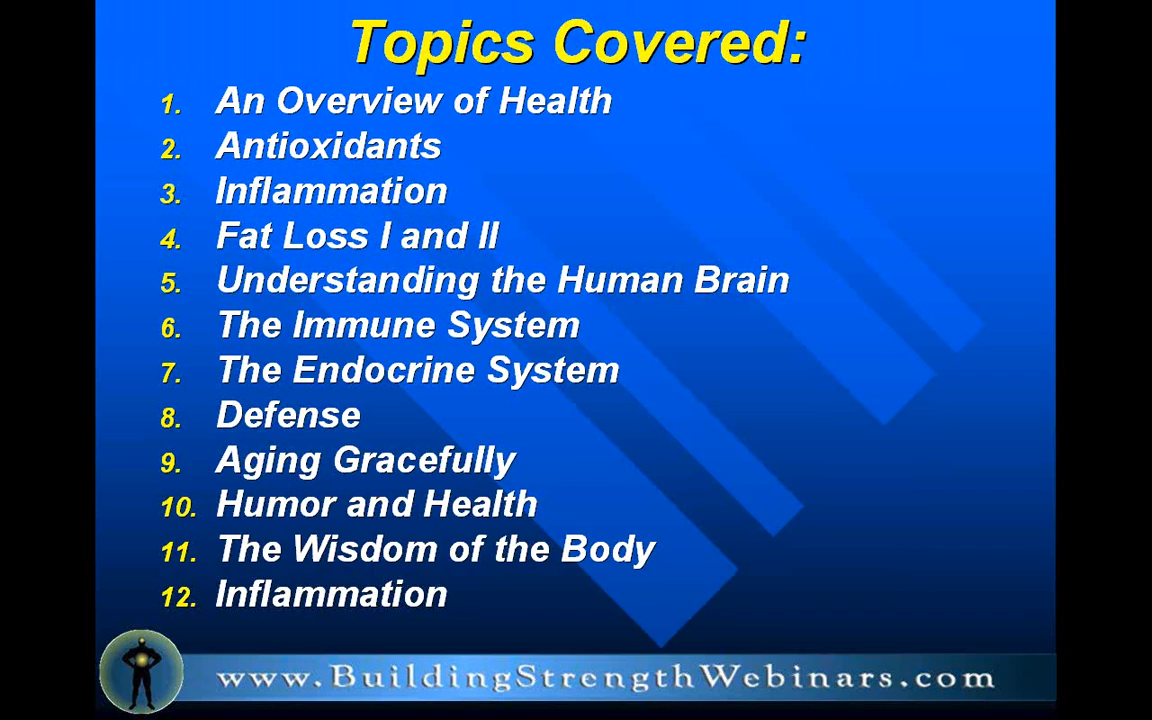 Topics Covered:
1. An Overview of Health
2. Antioxidants
3. Inflammation
4. Fat Loss I and II
5. Understanding the Human Brain
6. The Immune System
7. The Endocrine System
8. Defense
9. Aging Gracefully
10. Humor and Health
11. The Wisdom of the Body
12. Inflammation
www.BuildingStrengthWebinars.com